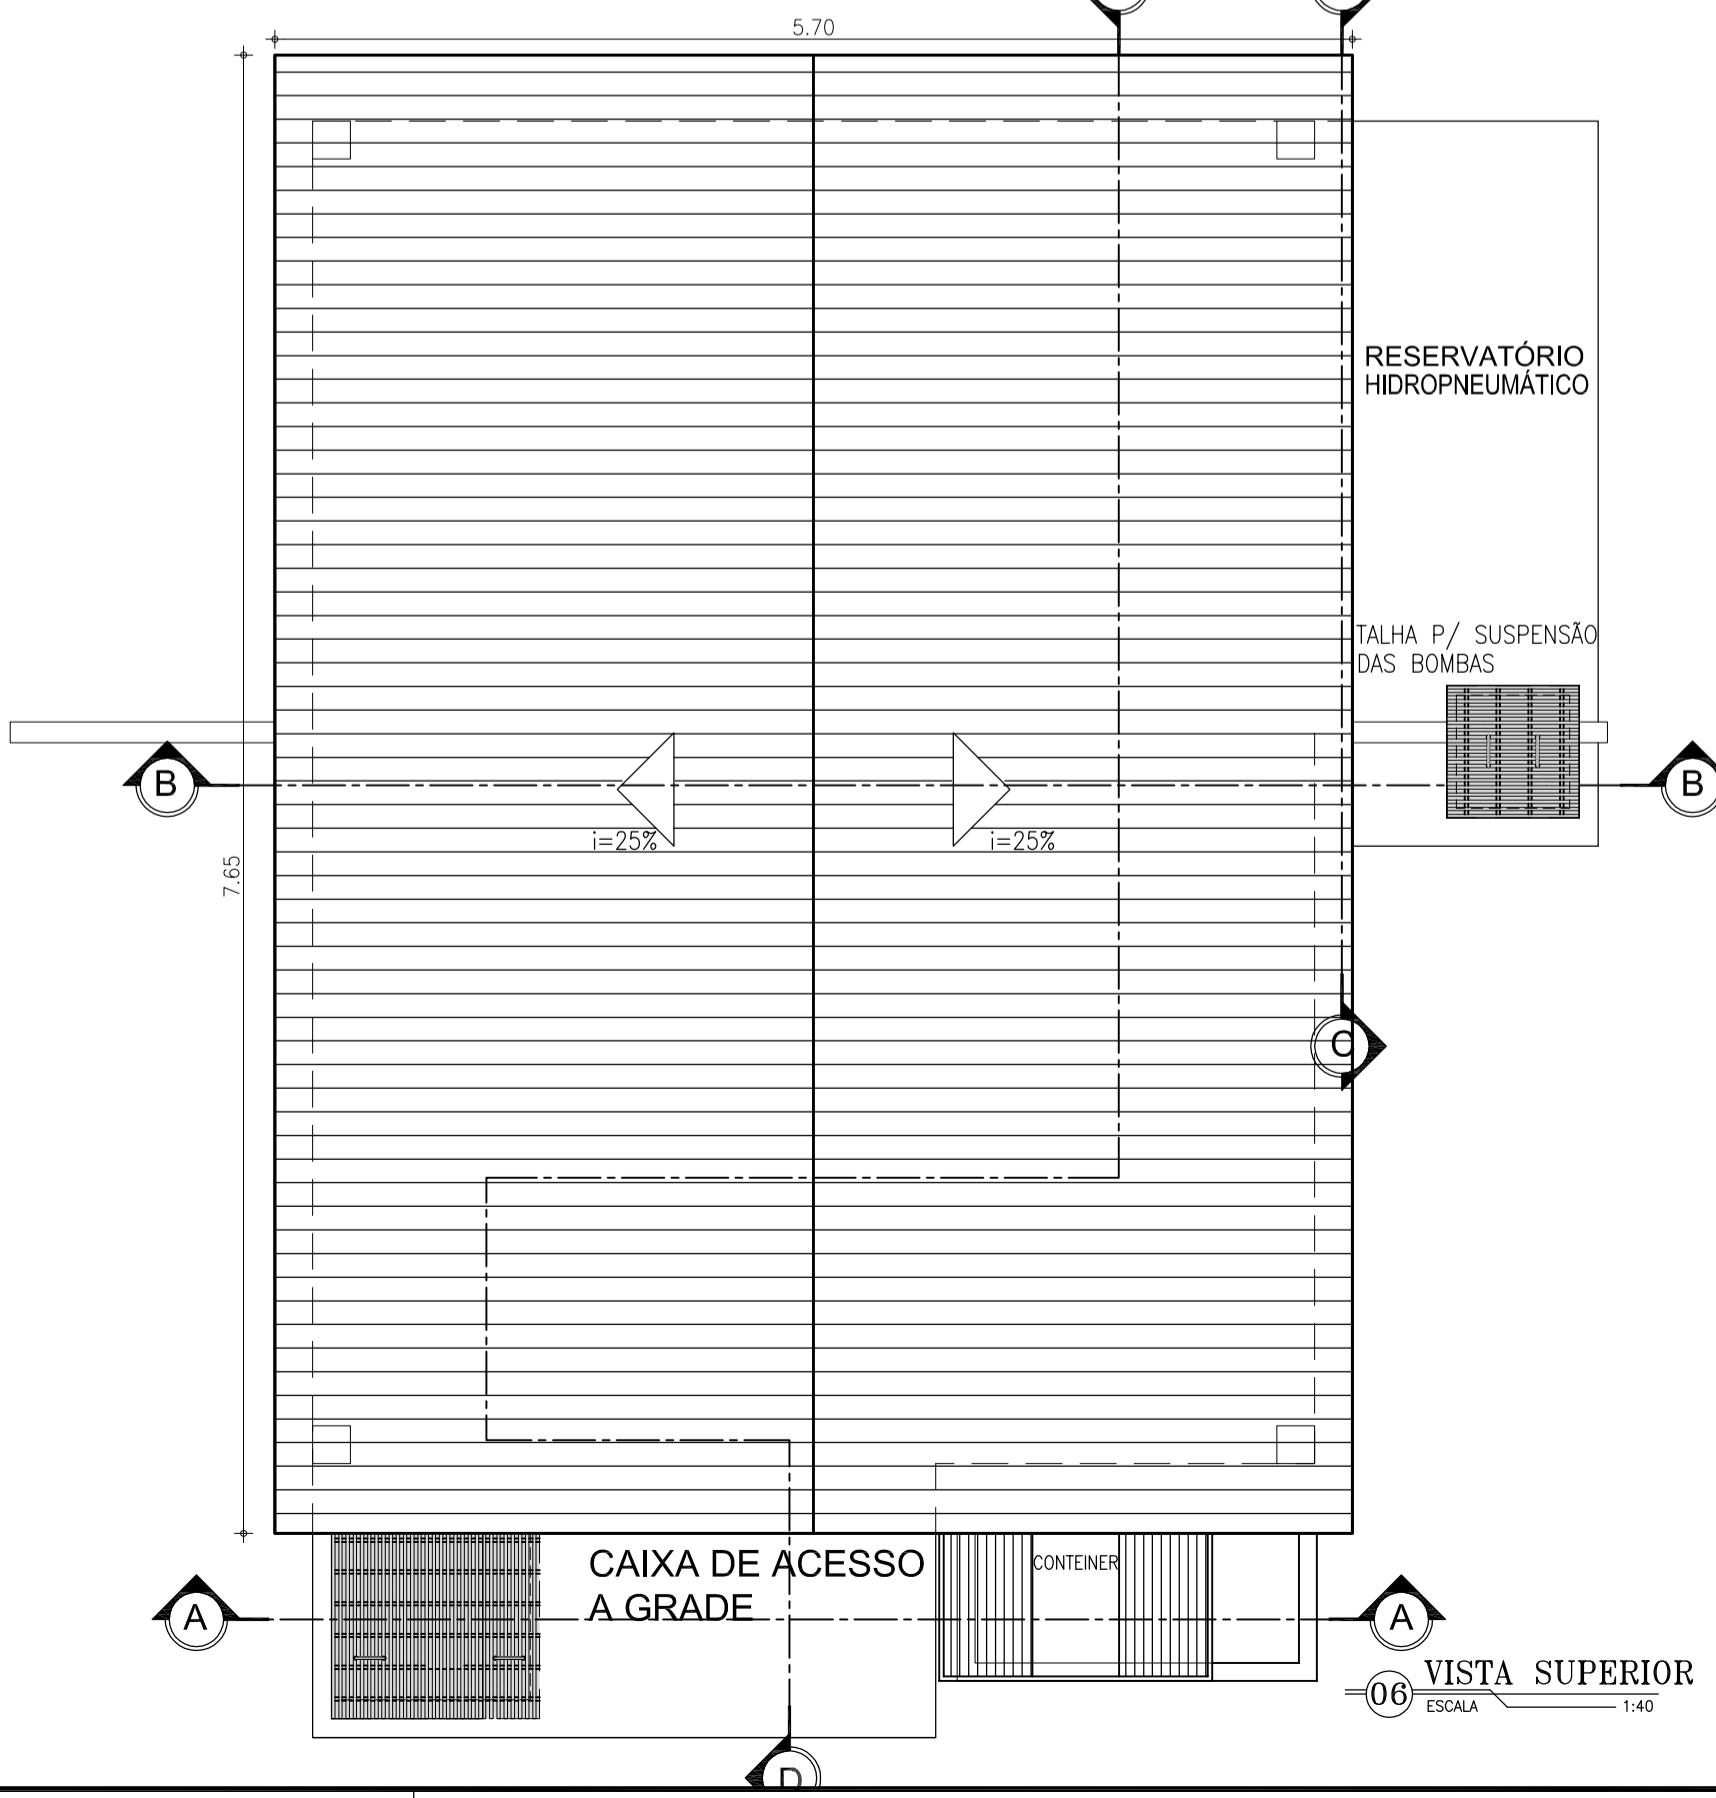 5.70
RESERVATÓRIO
HIDROPNEUMÁTICO
TALHA P/ SUSPENSÃO
DAS BOMBAS
B
B
i=25%
i=25%
7.65
C
CAIXA DE ACESSO
A GRADE
CONTEINER
A
A
06
VISTA SUPERIOR
ESCALA 1:40
D